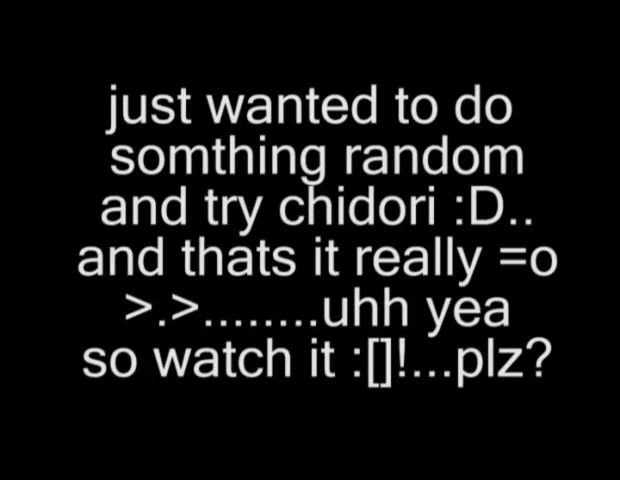 just wanted to do
somthing random
and try chidori :D..
and thats it really =o
>.>........uhh yea
so watch it :[]!...plz?